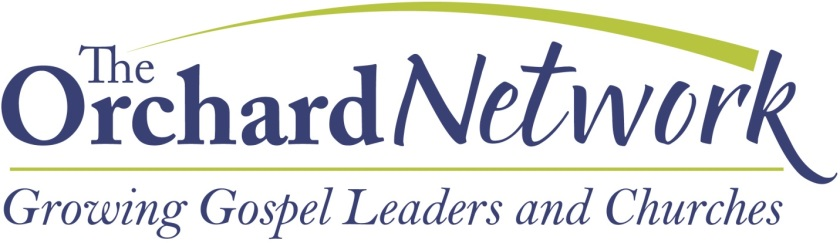 The
Orchard Network
Growing Gospel Leaders and Churches